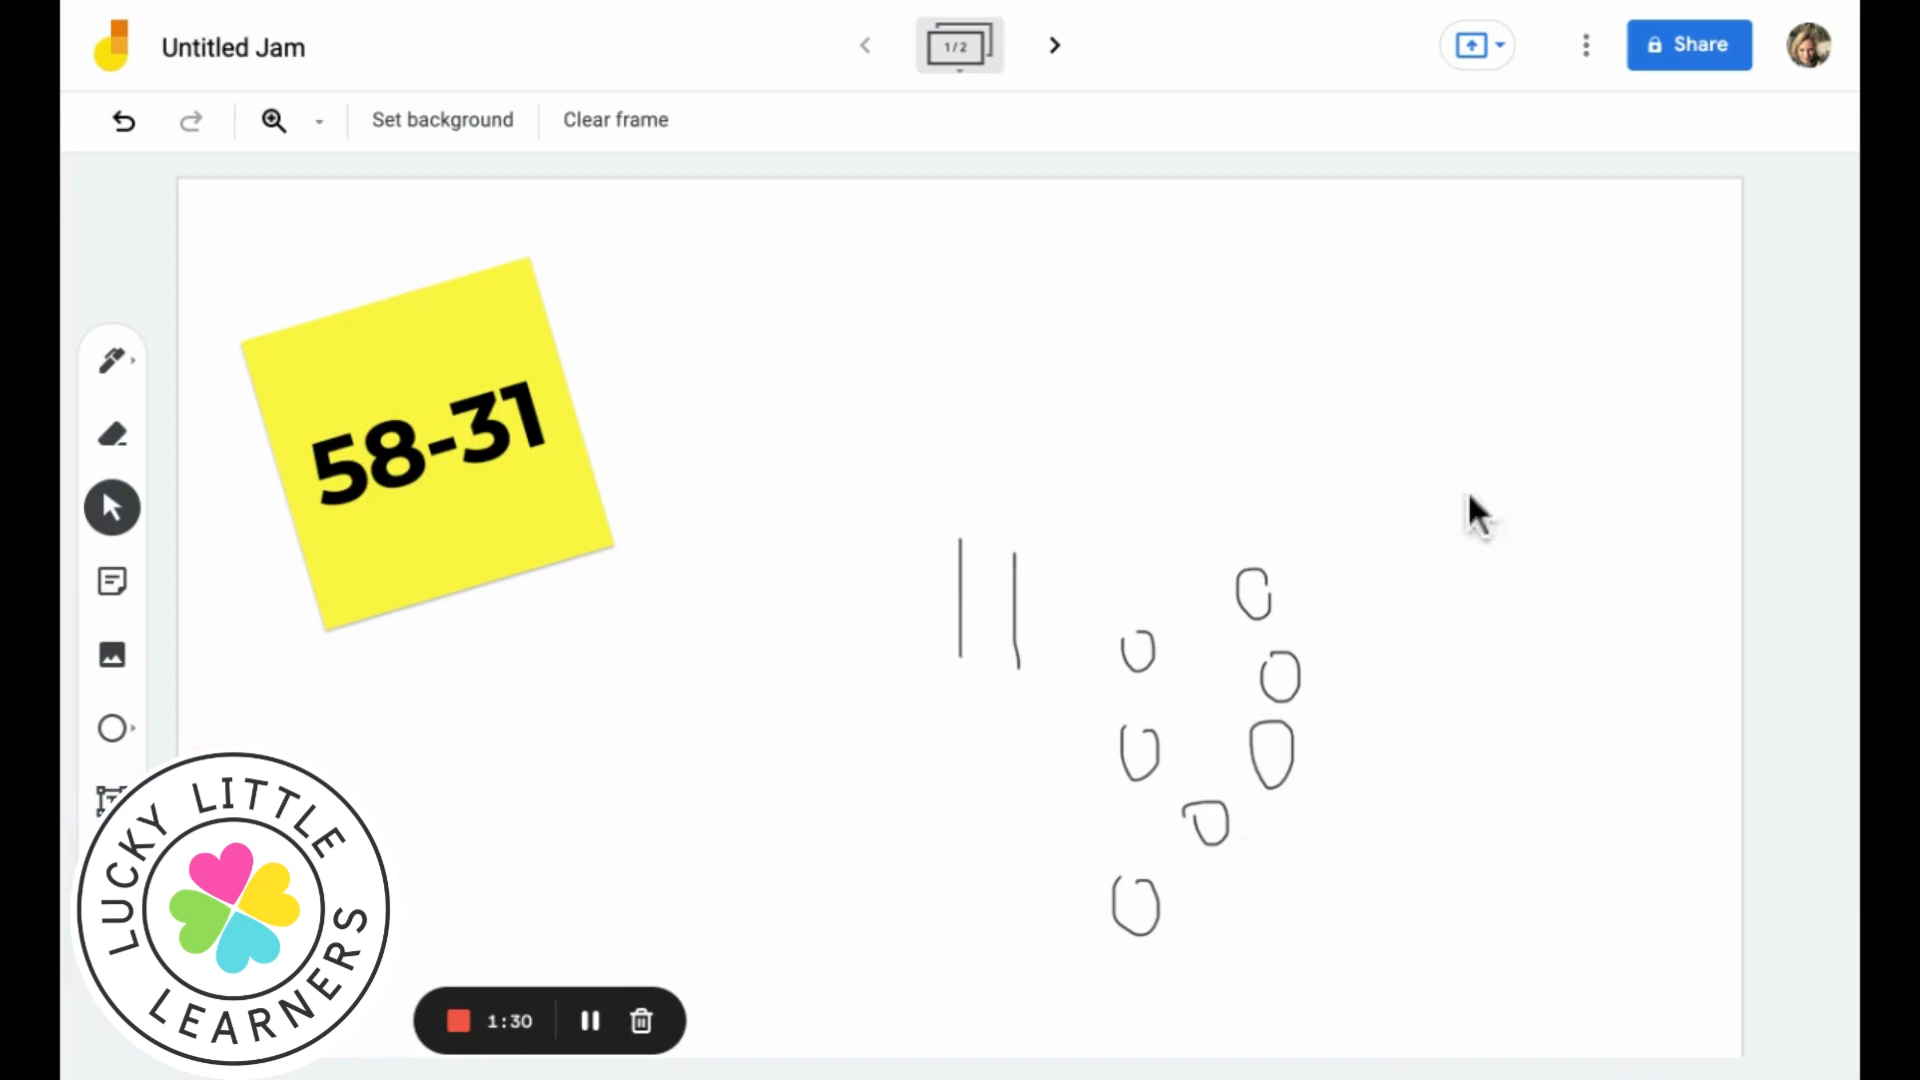 Untitled Jam
1/2
Share
Set background
Clear frame
58-31
LUCKY LITTLE
LEARNERS
1:30